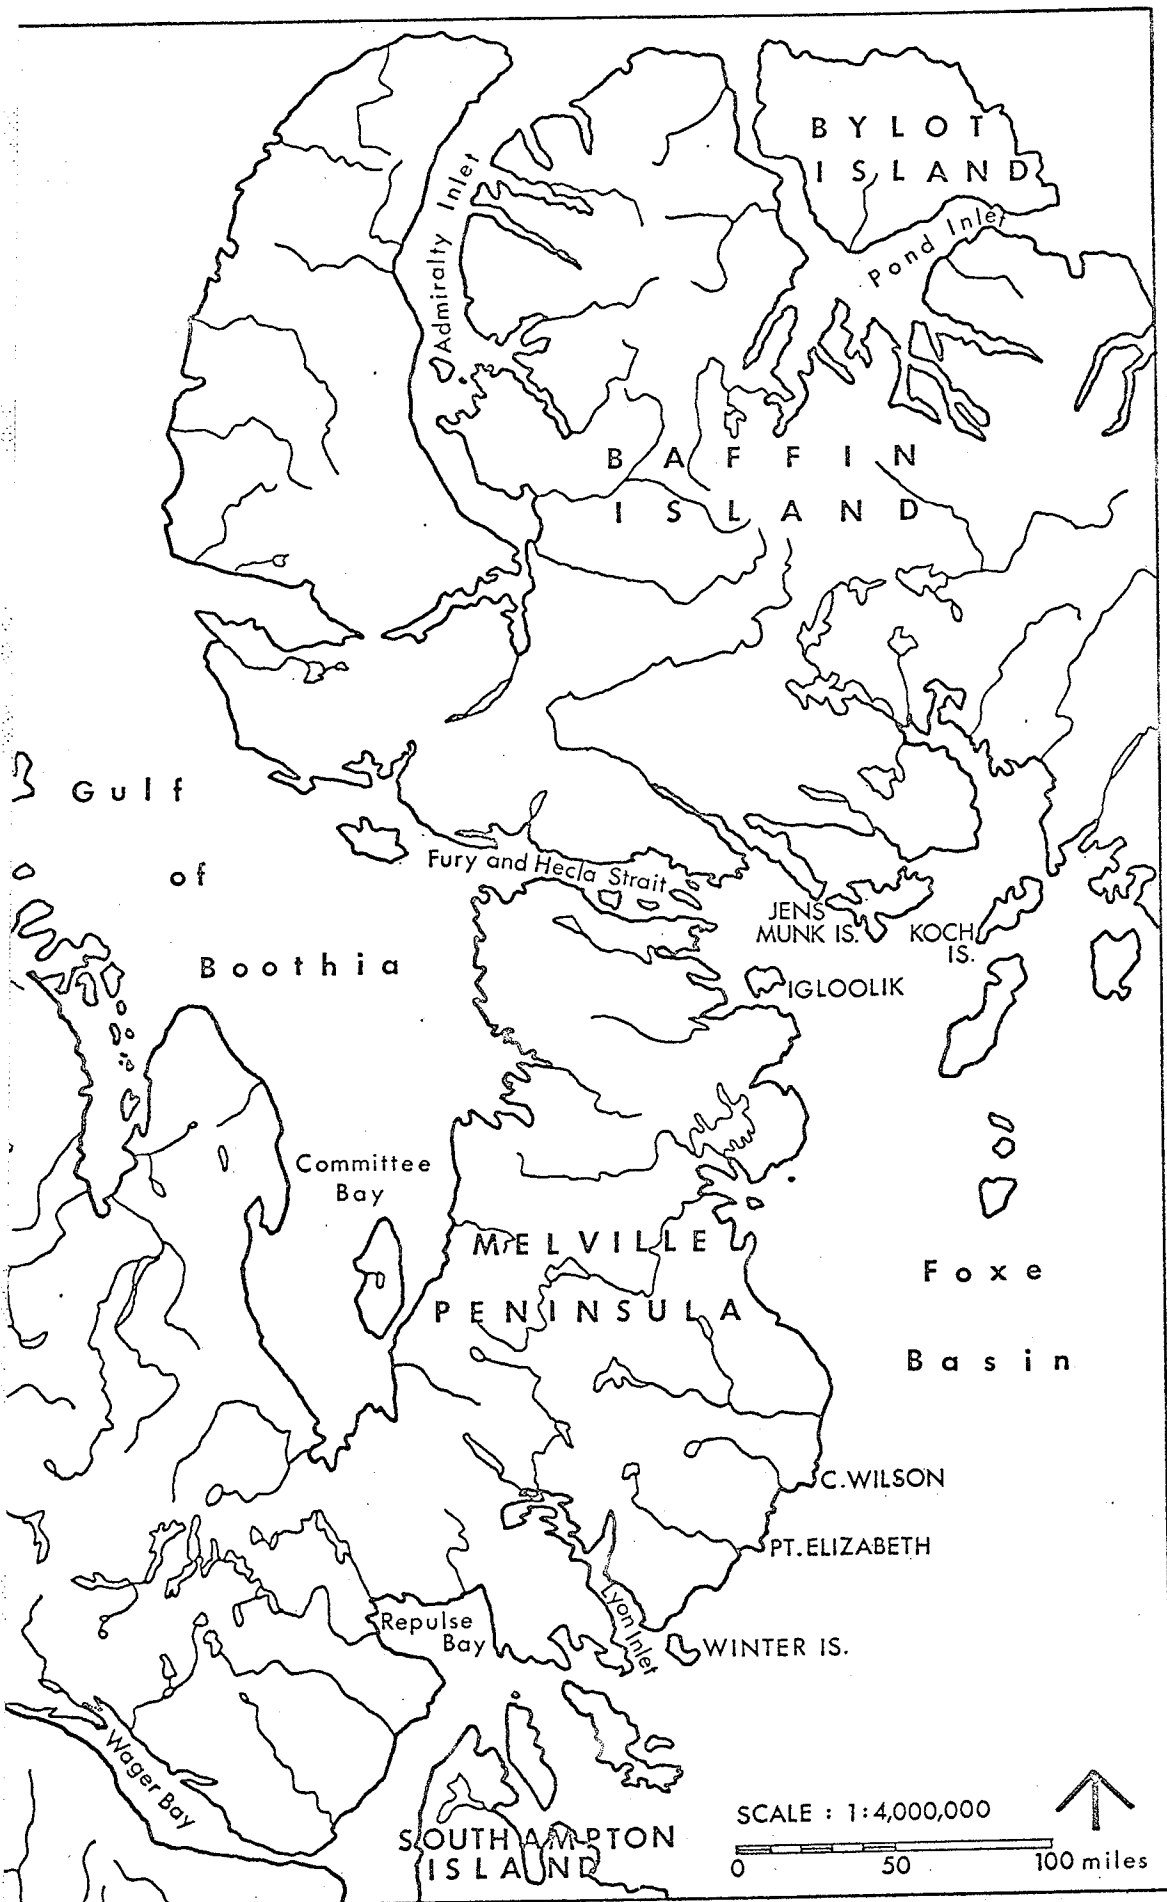 BYLOT
ISLAND
Admiralty Inlet
Pond Inlet
BAFFIN
ISLAND
Gulf
of
Boothia
Fury and Hecla Strait
JENS
MUNK IS.
KOCH
IS.
IGLOOLIK
Committee
Bay
MELVILLE
PENINSULA
Foxe
Basin
C.WILSON
PT.ELIZABETH
Lyon Inlet
Repulse
Bay
WINTER IS.
Wager Bay
SOUTHAMPTON
ISLAND
SCALE : 1:4,000,000
0 50 100 miles